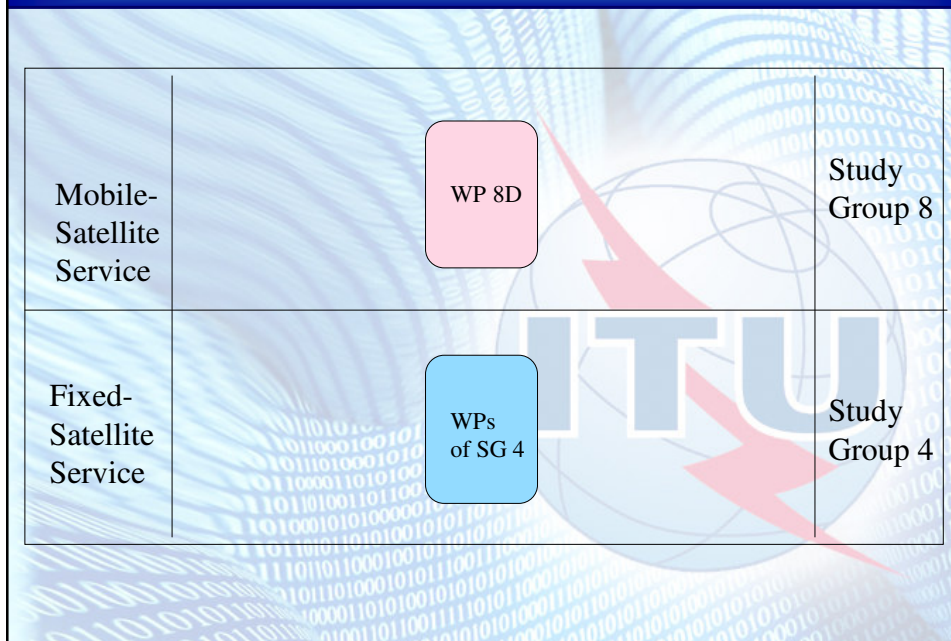 Mobile-
Satellite
Service
WP 8D
Study
Group 8
Fixed-
Satellite
Service
WPs
of SG 4
Study
Group 4
ITU